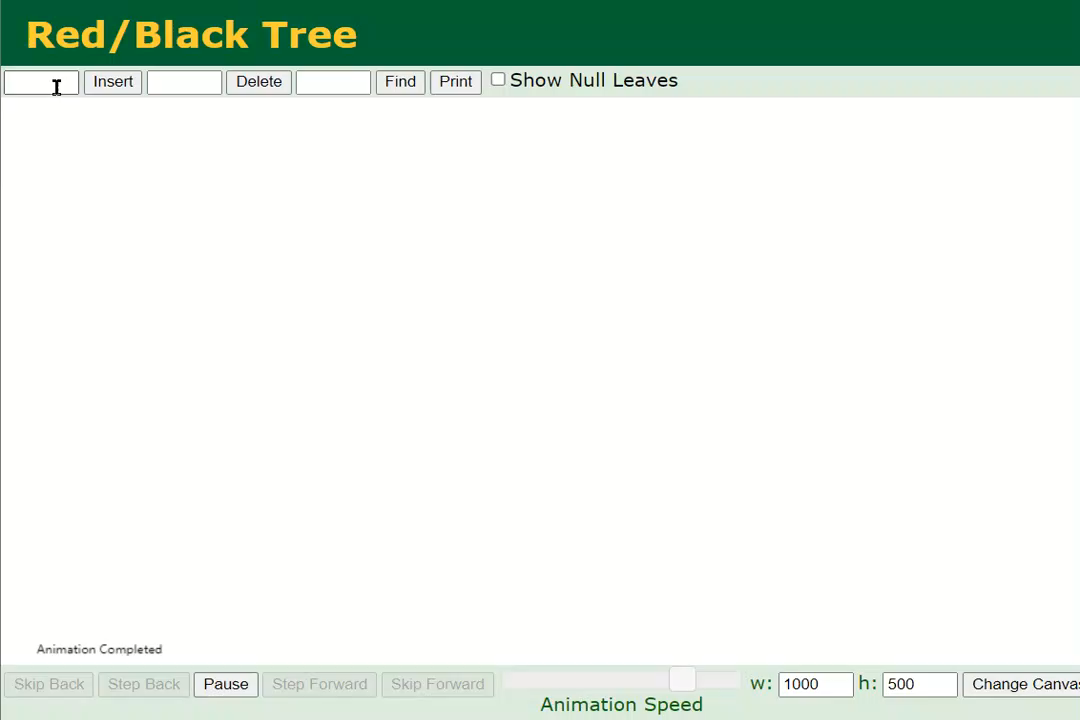 Red/Black Tree
Insert Delete Find Print Show Null Leaves
Animation Completed
Skip Back Step Back Pause Step Forward Skip Forward w: 1000 h: 500 Change Canvas
Animation Speed